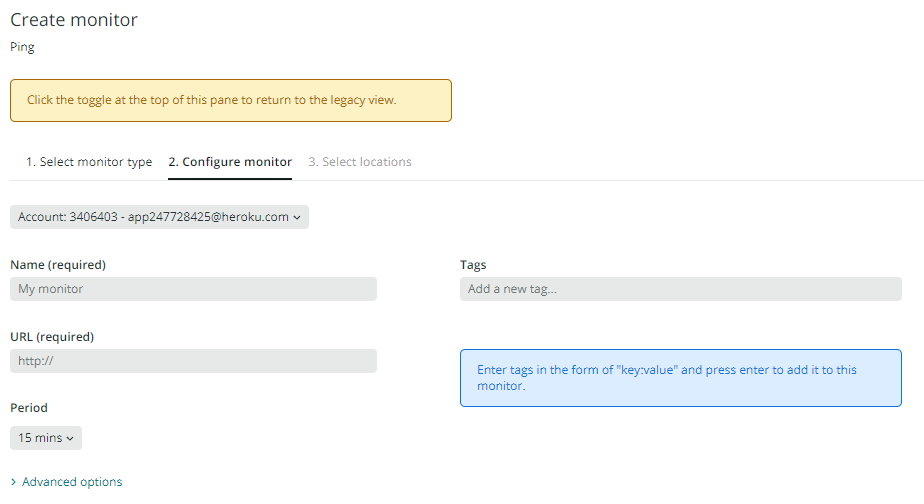 Create monitor
Ping
Click the toggle at the top of this pane to return to the legacy view.
1. Select monitor type 2. Configure monitor 3. Select locations
Account: 3406403 - app247728425@heroku.com
Name (required)
My monitor
Tags
Add a new tag...
URL (required)
http://
Enter tags in the form of "key:value" and press enter to add it to this
monitor.
Period
15 mins
Advanced options